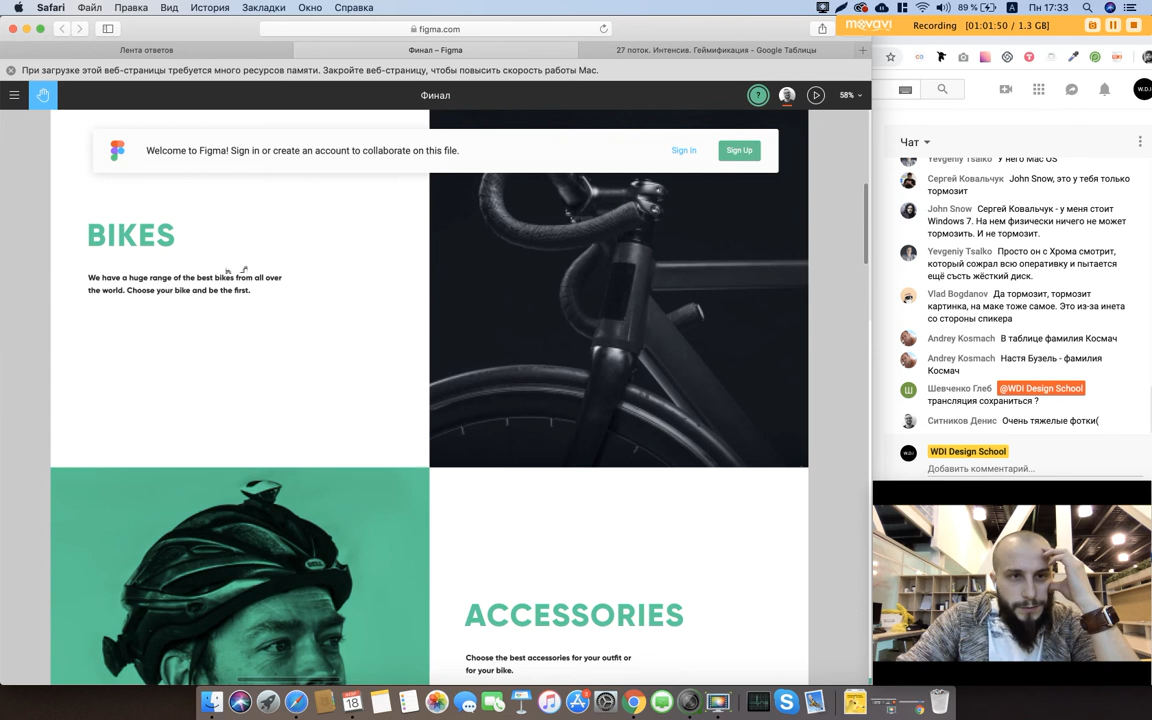 Safari Файл Правка Вид История Закладки Окно Справка
89 % Пн 17:33
movavi Recording [01:01:50 / 1.3 GB]
figma.com
Лента ответов
Финал – Figma
27 поток. Интенсив. Геймификация - Google Таблицы
При загрузке этой веб-страницы требуется много ресурсов памяти. Закройте веб-страницу, чтобы повысить скорость работы Mac.
Финал
? 58%
Welcome to Figma! Sign in or create an account to collaborate on this file.
Sign In
Sign Up
BIKES
We have a huge range of the best bikes from all over
the world. Choose your bike and be the first.
BELL
ACCESSORIES
Choose the best accessories for your outfit or
for your bike.
W.D.I
Чат
Yevgeniy Tsalko У него Mac OS
Сергей Ковальчук John Snow, это у тебя только
тормозит
John Snow Сергей Ковальчук - у меня стоит
Windows 7. На нем физически ничего не может
тормозить. И не тормозит.
Yevgeniy Tsalko Просто он с Хрома смотрит,
который сожрал всю оперативку и пытается
ещё състь жёсткий диск.
Vlad Bogdanov Да тормозит, тормозит
картинка, на маке тоже самое. Это из-за инета
со стороны спикера
Andrey Kosmach В таблице фамилия Космач
Andrey Kosmach Настя Бузель - фамилия
Космач
Ш Шевченко Глеб @WDI Design School
трансляция сохраниться ?
Ситников Денис Очень тяжелые фотки(
WDI Design School
Добавить комментарий...
18